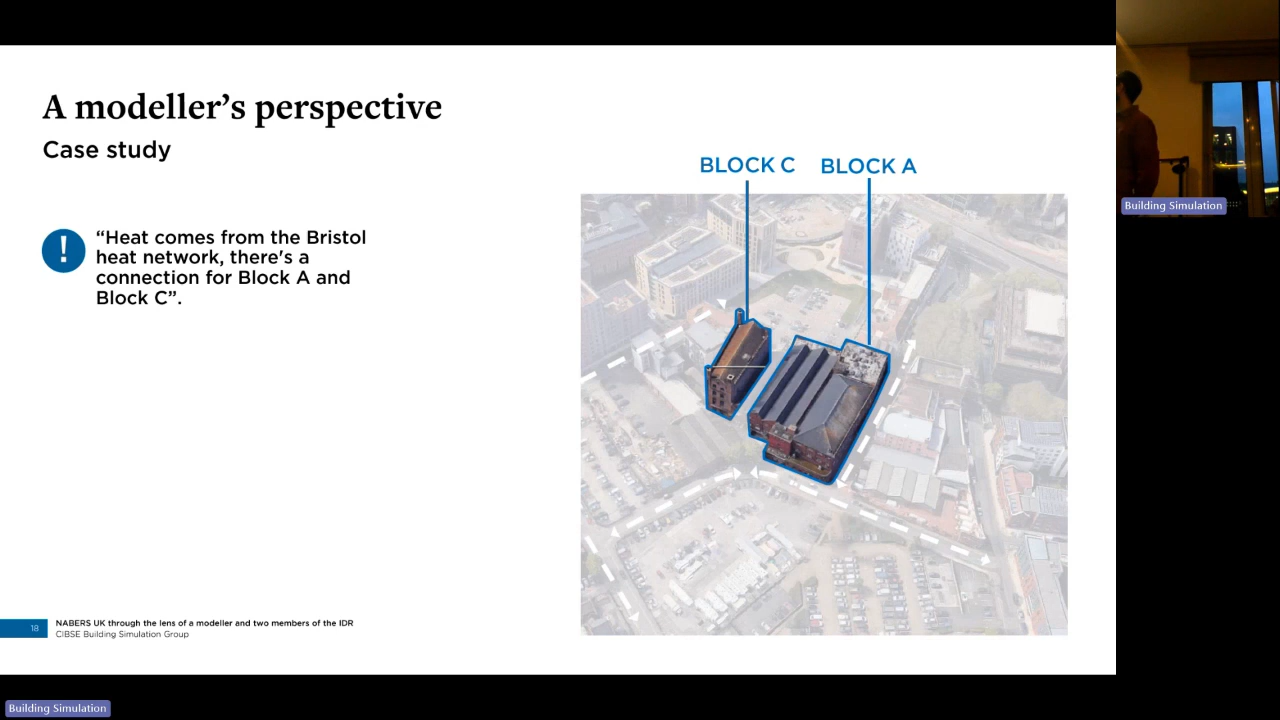 A modeller’s perspective
Case study
BLOCK C
BLOCK A
!
“Heat comes from the Bristol
heat network, there's a
connection for Block A and
Block C”.
18
NABERS UK through the lens of a modeller and two members of the IDR
CIBSE Building Simulation Group
Building Simulation
Building Simulation